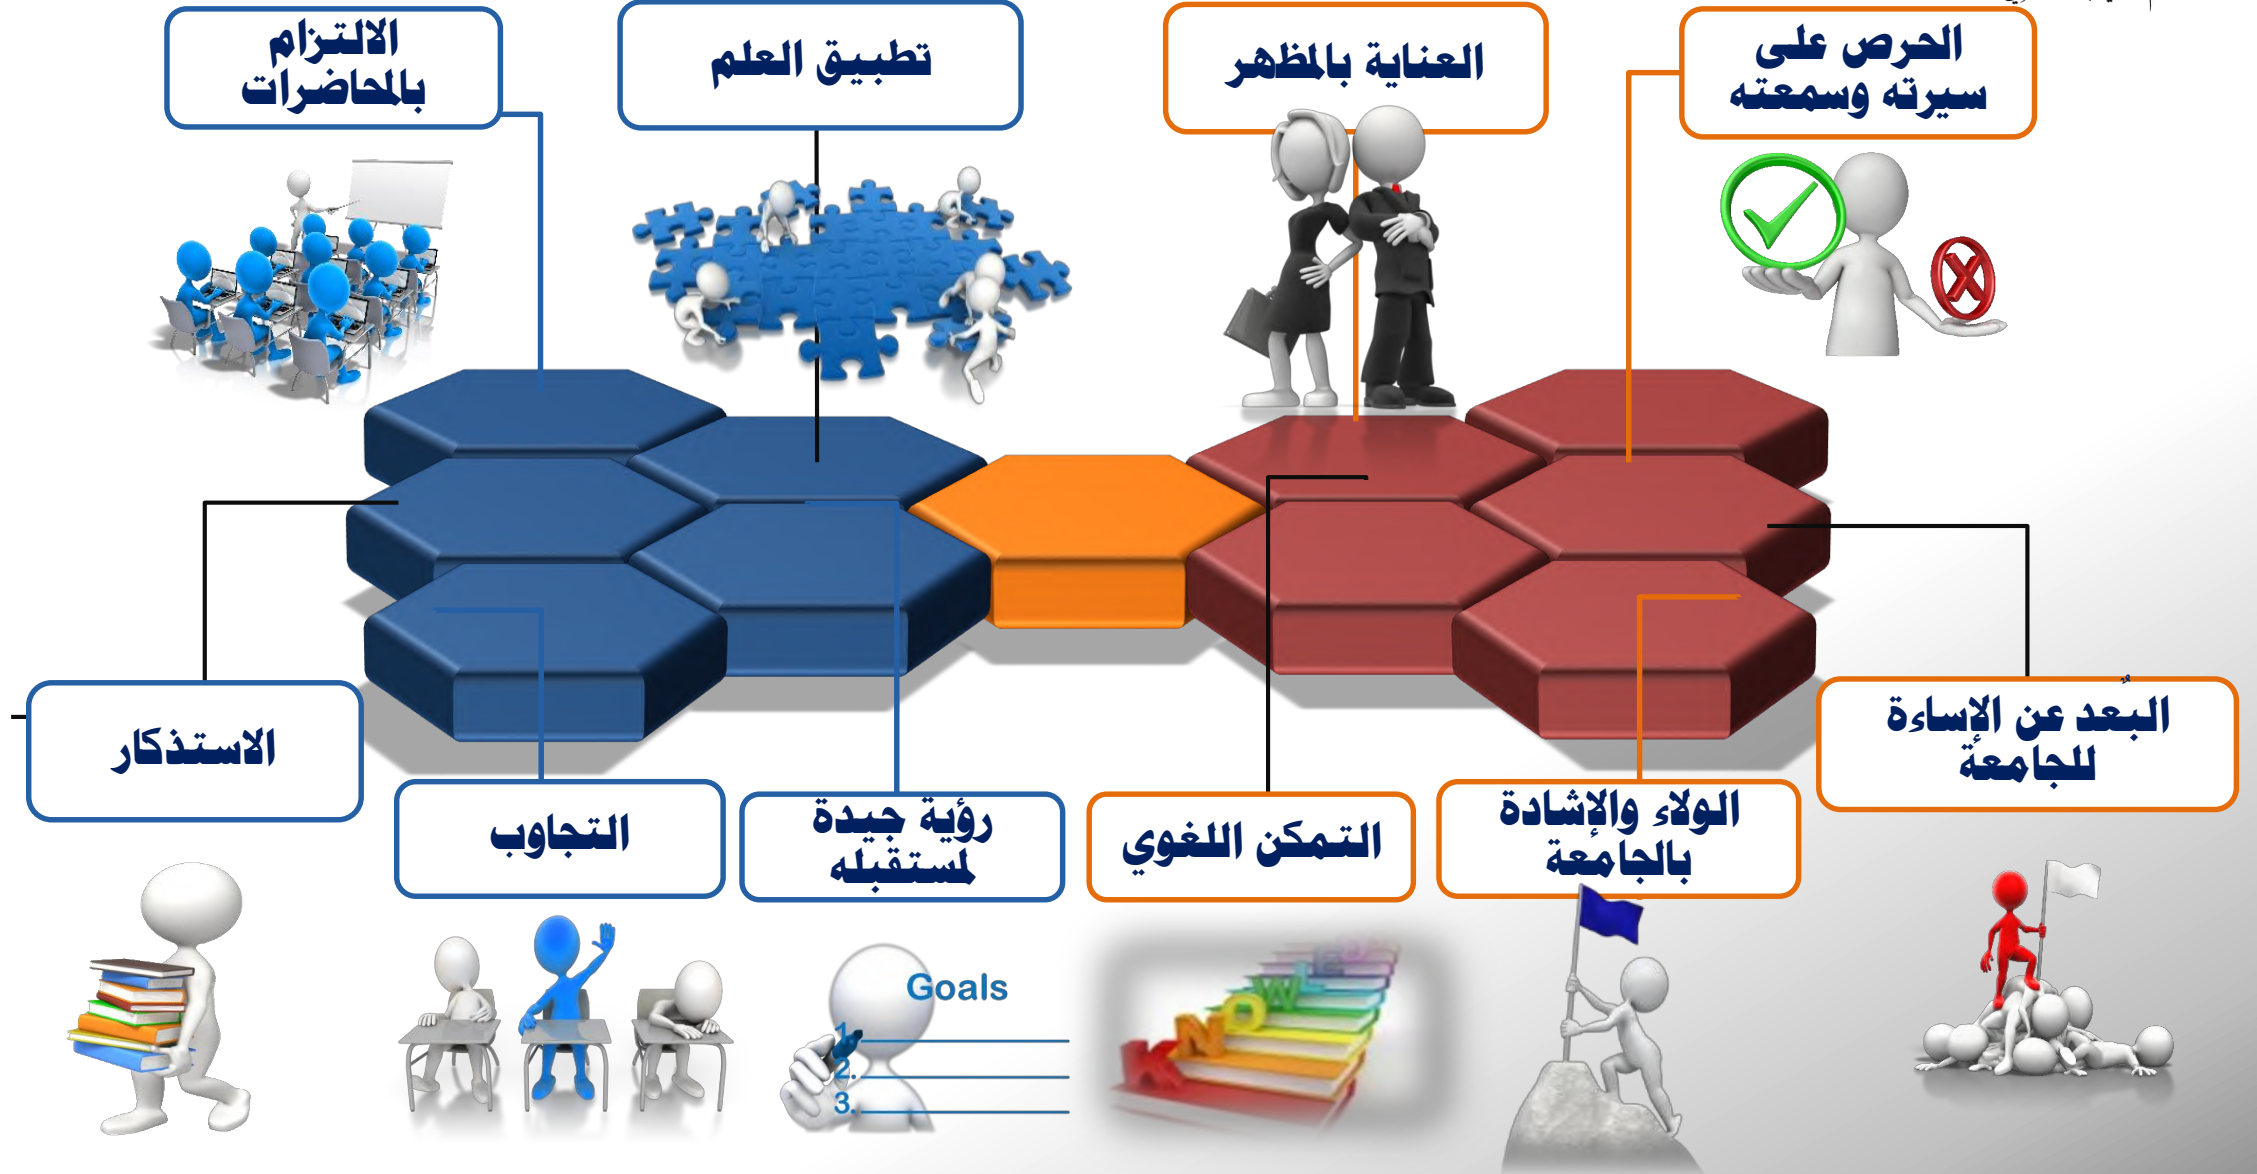 الحرص على
سيرته وسمعته
العناية بالمظهر
تطبيق العلم
الالتزام
بالمحاضرات
البُعد عن الإساءة
للجامعة
الولاء والإشادة
بالجامعة
التمكن اللغوي
رؤية جيدة
لمستقبله
التجاوب
الاستذكار
KNOWLEDGE
Goals
1.
2.
3.